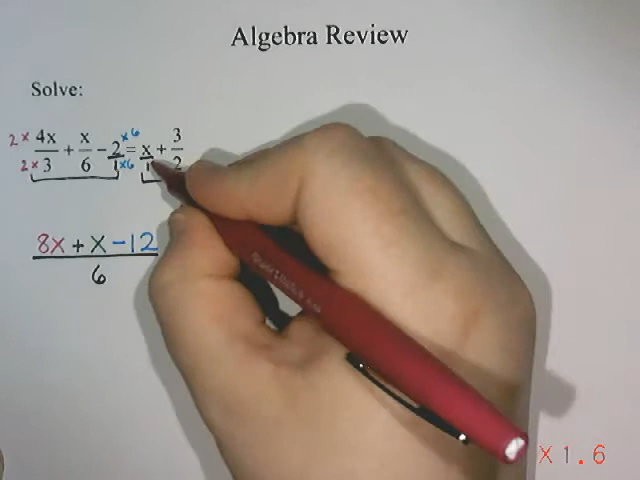 Algebra Review
Solve:
2× 4x/3 2× + x/6 - 2/1 ×6 ×6 = x/1 + 3/2
8x + x - 12
6
×1.6